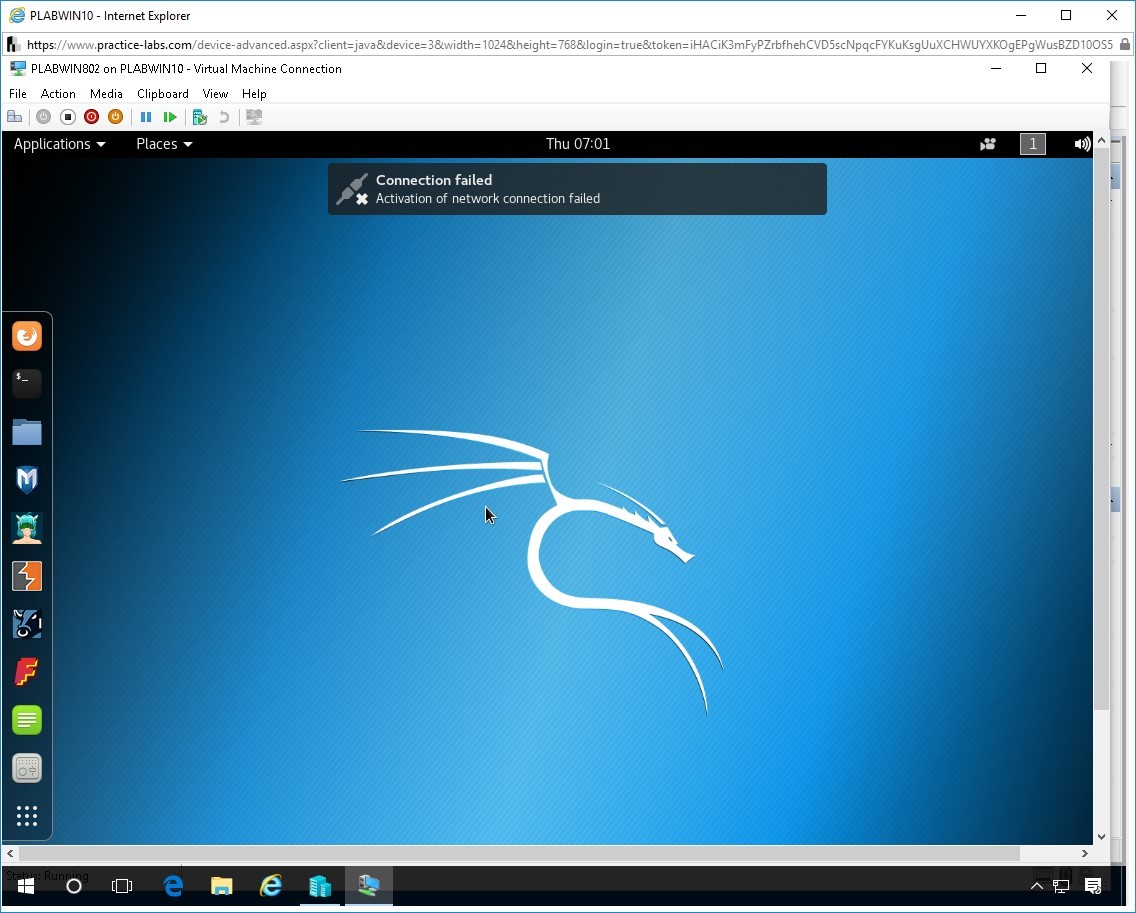 PLABWIN10 - Internet Explorer
https://www.practice-labs.com/device-advanced.aspx?client=java&device=3&width=1024&height=768&login=true&token=iHACiK3mFyPZrbfhehCVD5scNpqcFYKuKsgUuXCHWUYXKOgEPgWusBZD10OS5
PLABWIN802 on PLABWIN10 - Virtual Machine Connection
File Action Media Clipboard View Help
Applications Places Thu 07:01 1
Connection failed
Activation of network connection failed
$_
Status: Running